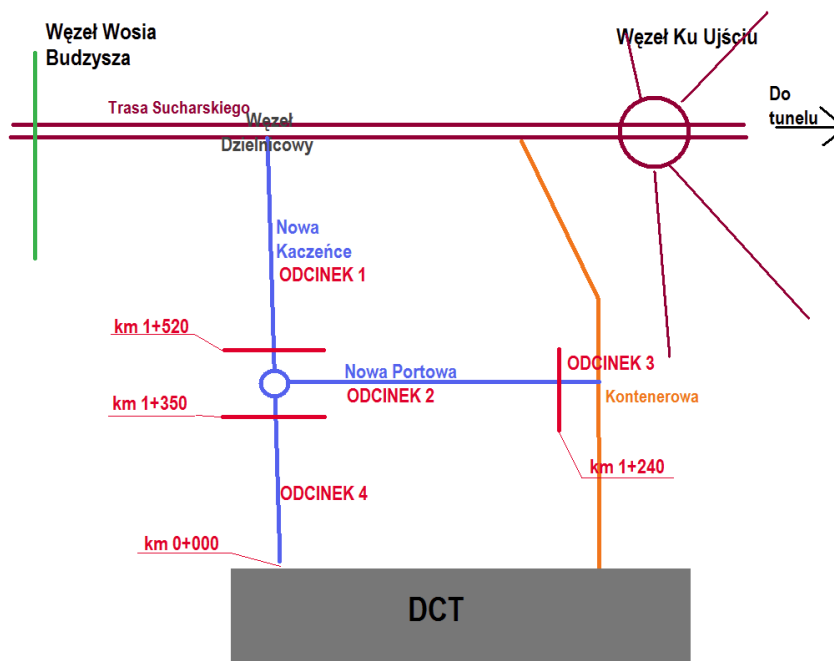 Węzeł Wosia
Budzysza
Węzeł Ku Ujściu
Do
tunelu
Trasa Sucharskiego
Węzeł
Dzielnicowy
Nowa
Kaczeńce
ODCINEK 1
km 1+520
Nowa Portowa
ODCINEK 2
ODCINEK 3
Kontenerowa
km 1+350
km 1+240
ODCINEK 4
km 0+000
DCT